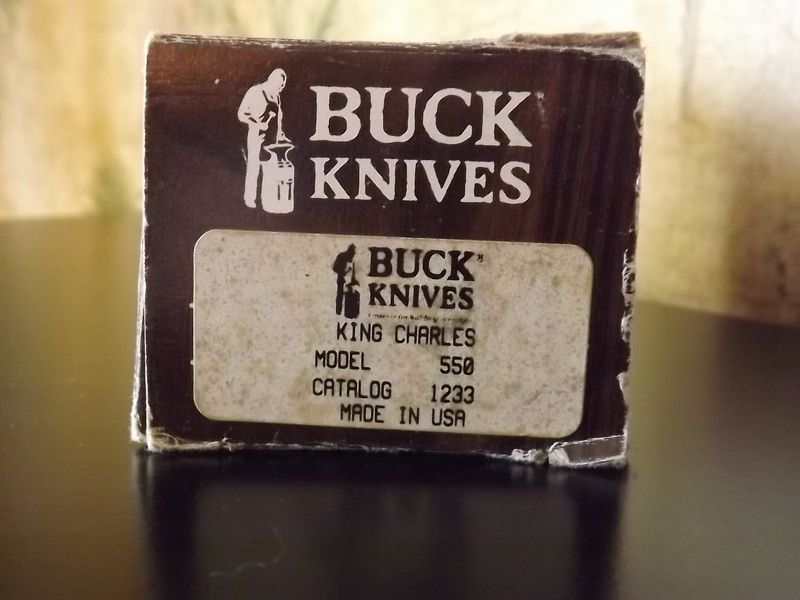 BUCK
KNIVES
BUCK®
KNIVES
KING CHARLES
MODEL 550
CATALOG 1233
MADE IN USA